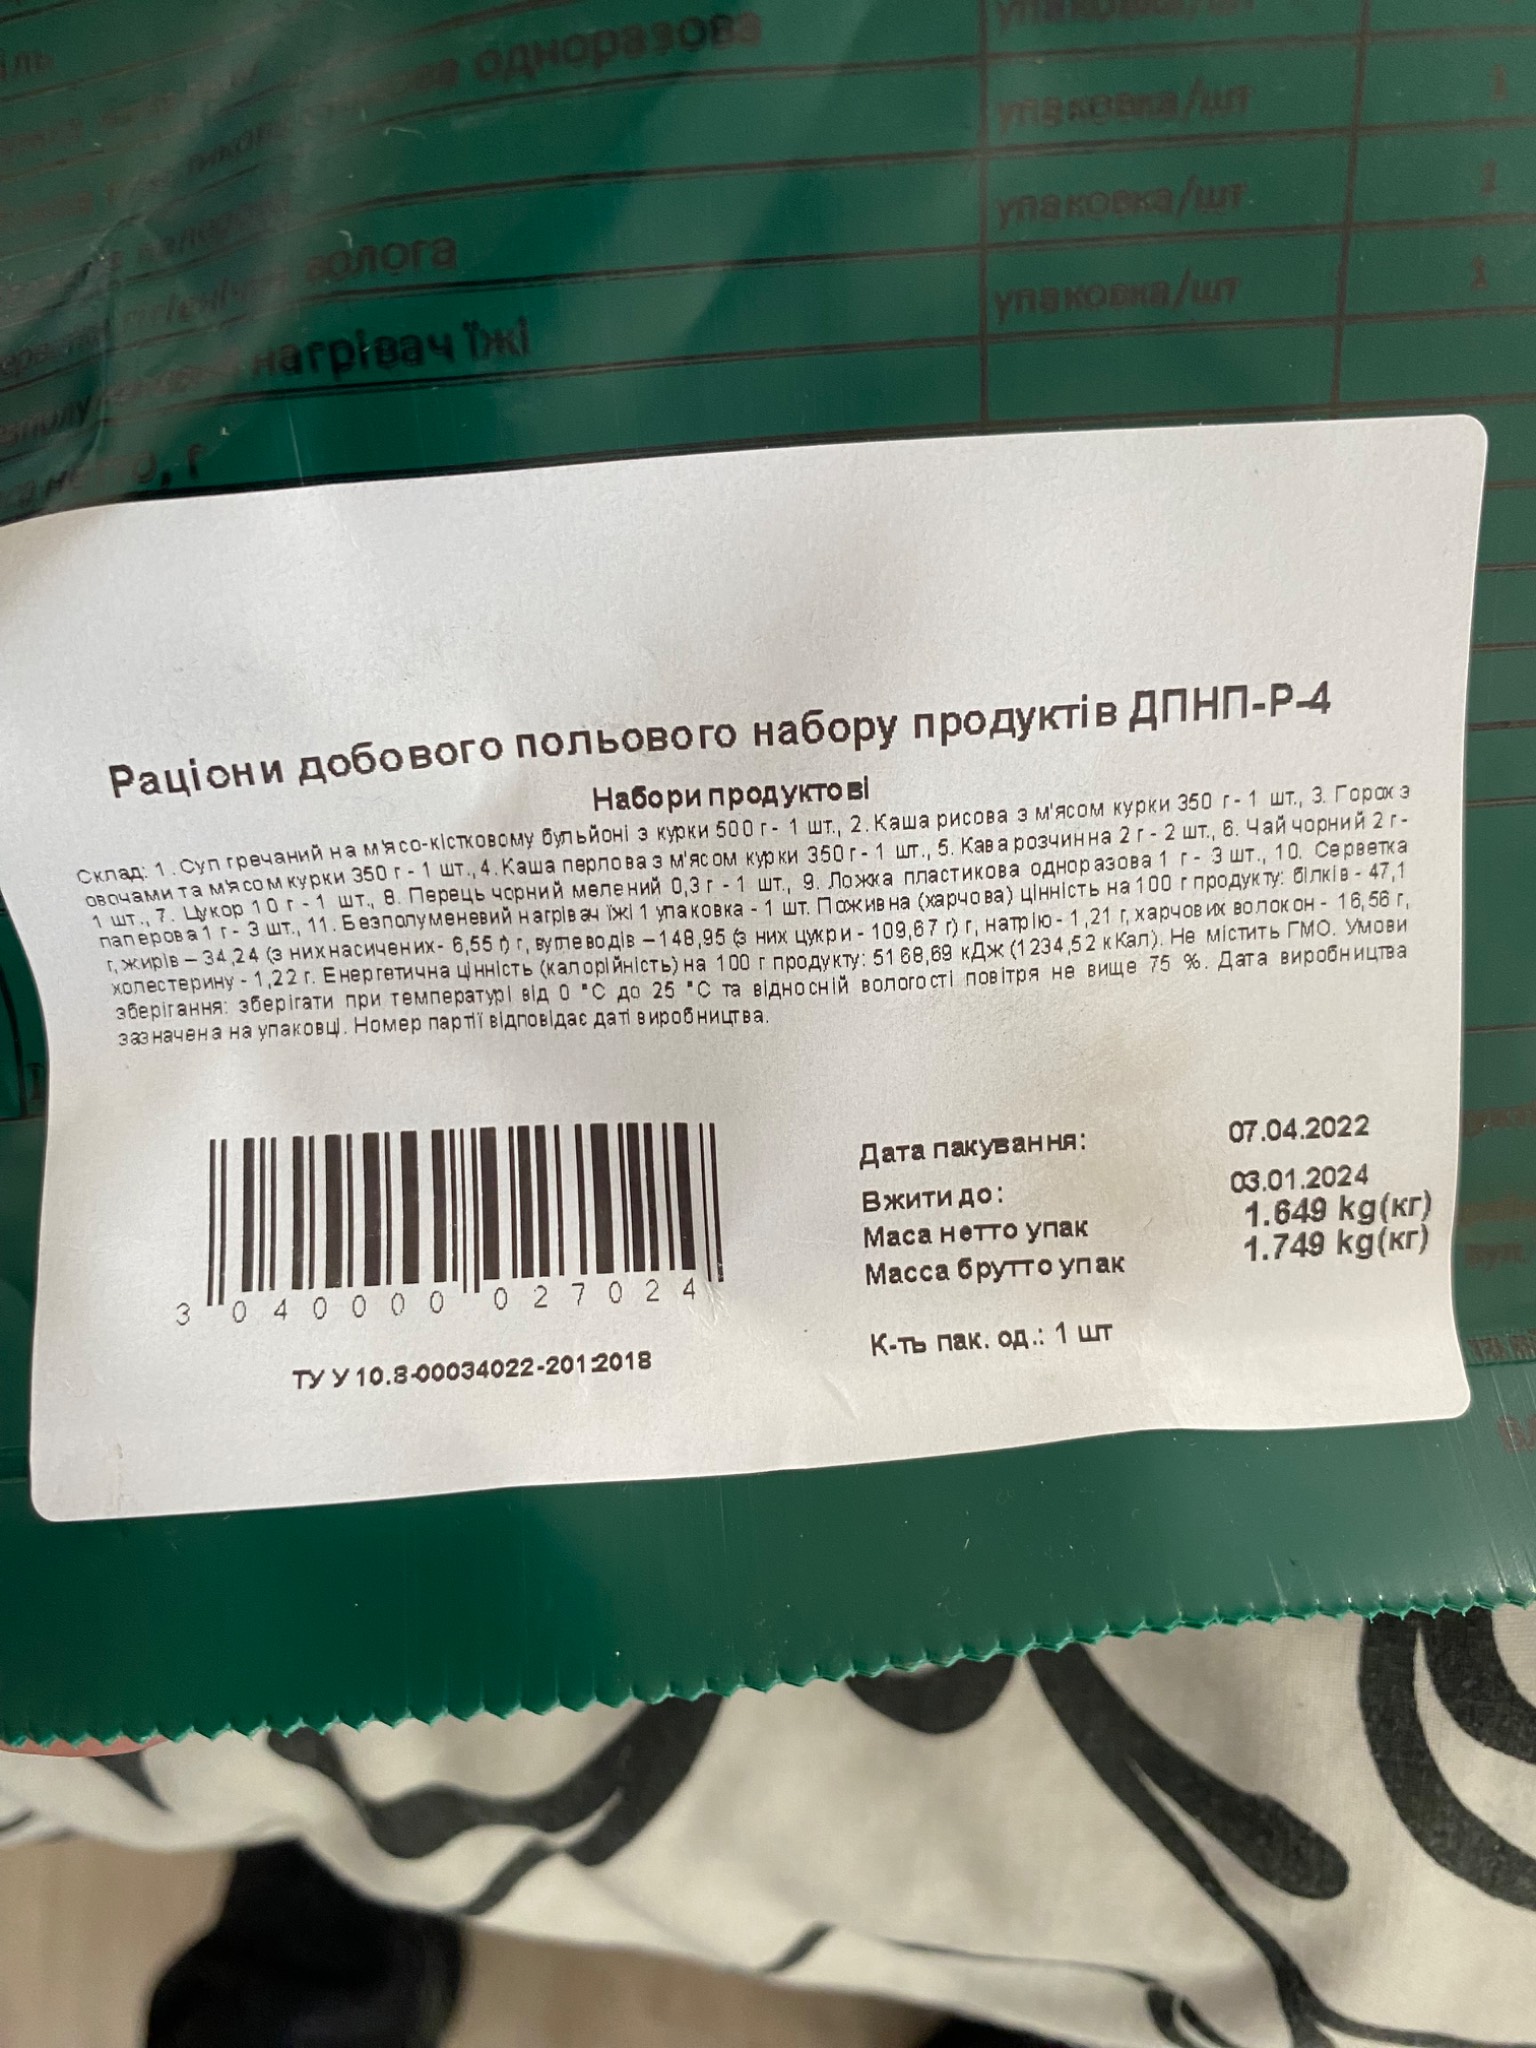 одноразова
упаковка/шт
упаковка/шт 1
упаковка/шт 1
волога
упаковка/шт 1
нагрівач їжі
нетто, г
Раціони добового польового набору продуктів ДПНП-Р-4
Набори продуктові
Склад: 1. Суп гречаний на м'ясо-кістковому бульйоні з курки 500 г - 1 шт., 2. Каша рисова з м'ясом курки 350 г - 1 шт., 3. Горох з
овочами та м'ясом курки 350 г - 1 шт., 4. Каша перлова з м'ясом курки 350 г - 1 шт., 5. Кава розчинна 2 г - 2 шт., 6. Чай чорний 2 г -
1 шт., 7. Цукор 10 г - 1 шт., 8. Перець чорний мелений 0,3 г - 1 шт., 9. Ложка пластикова одноразова 1 г - 3 шт., 10. Серветка
паперова 1 г - 3 шт., 11. Безполуменевий нагрівач їжі 1 упаковка - 1 шт. Поживна (харчова) цінність на 100 г продукту: білків - 47,1
г, жирів – 34,24 (з них насичених - 6,55 г) г, вуглеводів – 148,95 (з них цукри - 109,67 г) г, натрію - 1,21 г, харчових волокон - 16,56 г,
холестерину - 1,22 г. Енергетична цінність (калорійність) на 100 г продукту: 5168,69 кДж (1234,52 кКал). Не містить ГМО. Умови
зберігання: зберігати при температурі від 0 °С до 25 °С та відносній вологості повітря не вище 75 %. Дата виробництва
зазначена на упаковці. Номер партії відповідає даті виробництва.
Дата пакування: 07.04.2022
Вжити до: 03.01.2024
Маса нетто упак 1.649 kg(кг)
Масса брутто упак 1.749 kg(кг)
3 040000 027024
К-ть пак. од.: 1 шт
ТУ У 10.8-00034022-201:2018